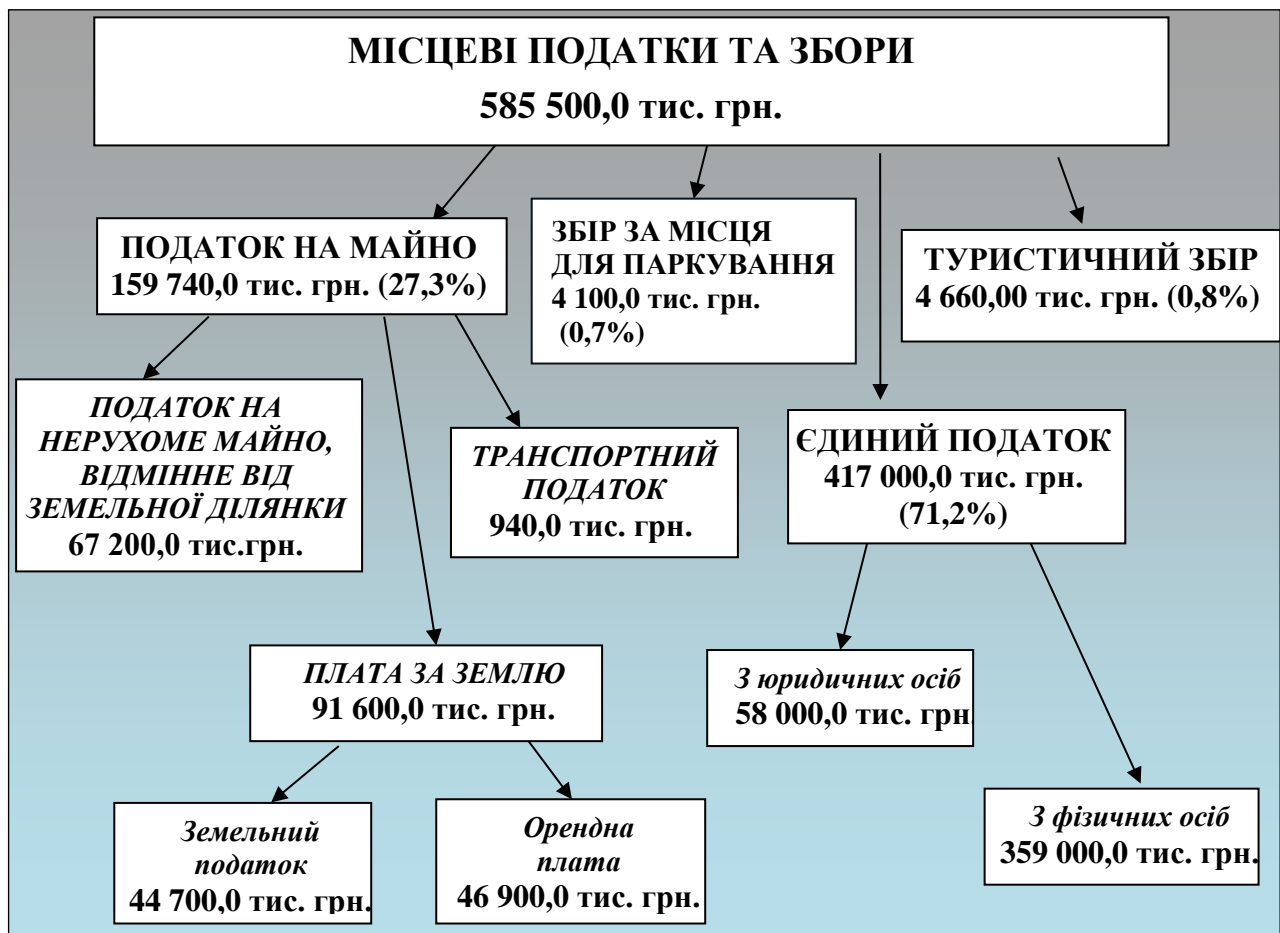 МІСЦЕВІ ПОДАТКИ ТА ЗБОРИ
585 500,0 тис. грн.
ПОДАТОК НА МАЙНО
159 740,0 тис. грн. (27,3%)
ЗБІР ЗА МІСЦЯ
ДЛЯ ПАРКУВАННЯ
4 100,0 тис. грн.
(0,7%)
ТУРИСТИЧНИЙ ЗБІР
4 660,00 тис. грн. (0,8%)
ПОДАТОК НА
НЕРУХОМЕ МАЙНО,
ВІДМІННЕ ВІД
ЗЕМЕЛЬНОЇ ДІЛЯНКИ
67 200,0 тис.грн.
ТРАНСПОРТНИЙ
ПОДАТОК
940,0 тис. грн.
ЄДИНИЙ ПОДАТОК
417 000,0 тис. грн.
(71,2%)
ПЛАТА ЗА ЗЕМЛЮ
91 600,0 тис. грн.
З юридичних осіб
58 000,0 тис. грн.
Земельний
податок
44 700,0 тис. грн.
Орендна
плата
46 900,0 тис. грн.
З фізичних осіб
359 000,0 тис. грн.